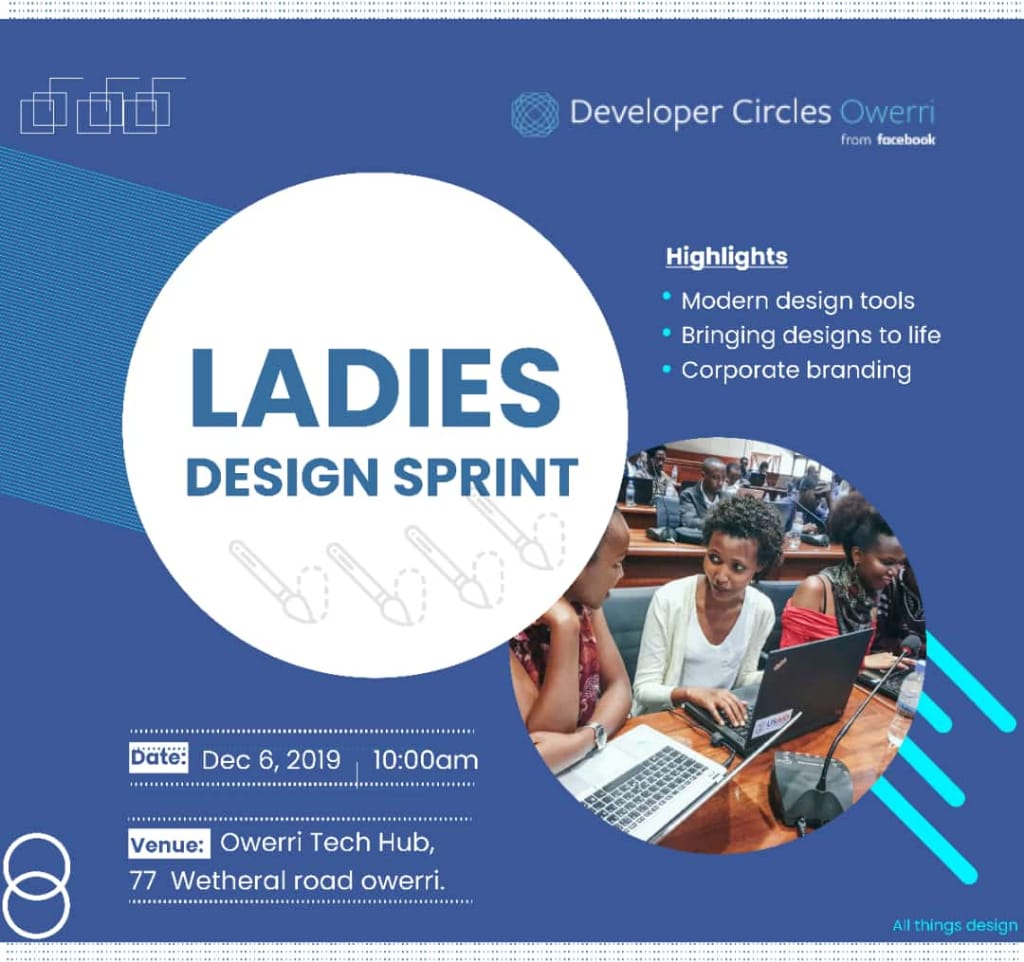 Developer Circles Owerri
from facebook
Highlights
Modern design tools
Bringing designs to life
Corporate branding
LADIES
DESIGN SPRINT
Date: Dec 6, 2019 10:00am
Venue: Owerri Tech Hub,
77 Wetheral road owerri.
USAID
All things design